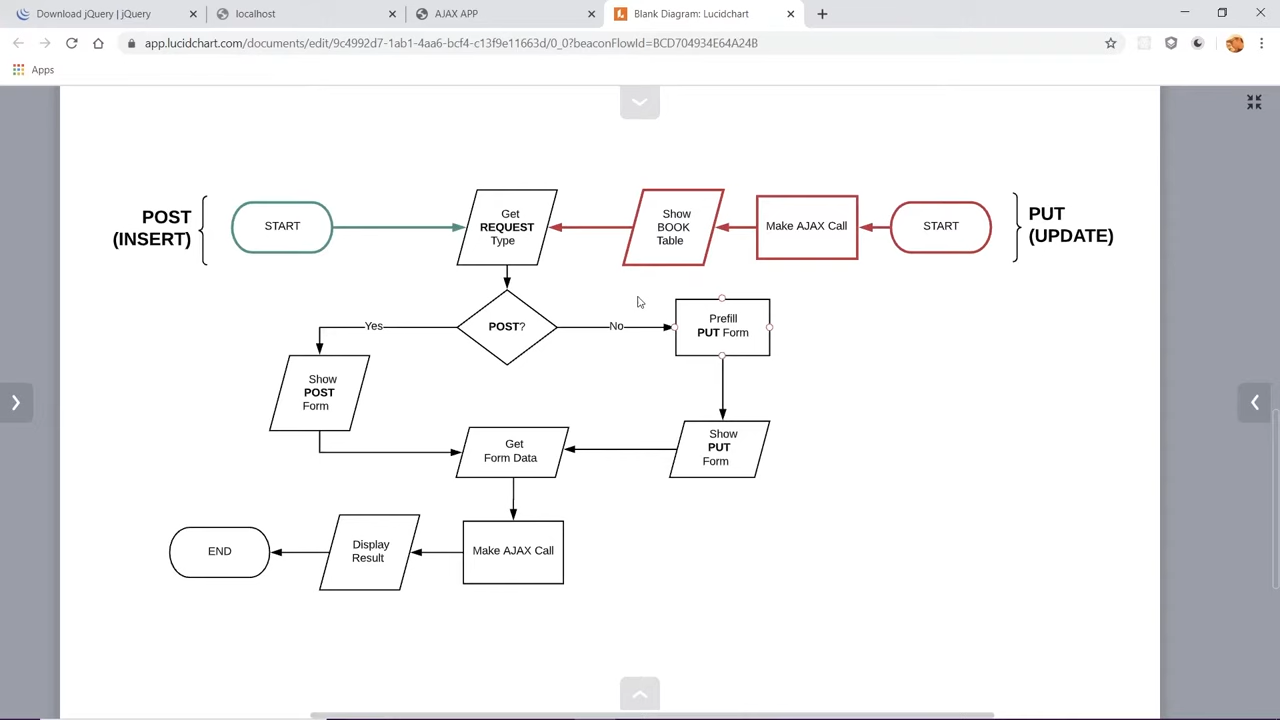 Download jQuery | jQuery
localhost
AJAX APP
Blank Diagram: Lucidchart
app.lucidchart.com/documents/edit/9c4992d7-1ab1-4aa6-bcf4-c13f9e11663d/0_0?beaconFlowId=BCD704934E64A24B
Apps
POST
(INSERT)
START
Get
REQUEST
Type
Show
BOOK
Table
Make AJAX Call
START
PUT
(UPDATE)
Yes
POST?
No
Prefill
PUT Form
Show
POST
Form
Get
Form Data
Show
PUT
Form
END
Display
Result
Make AJAX Call